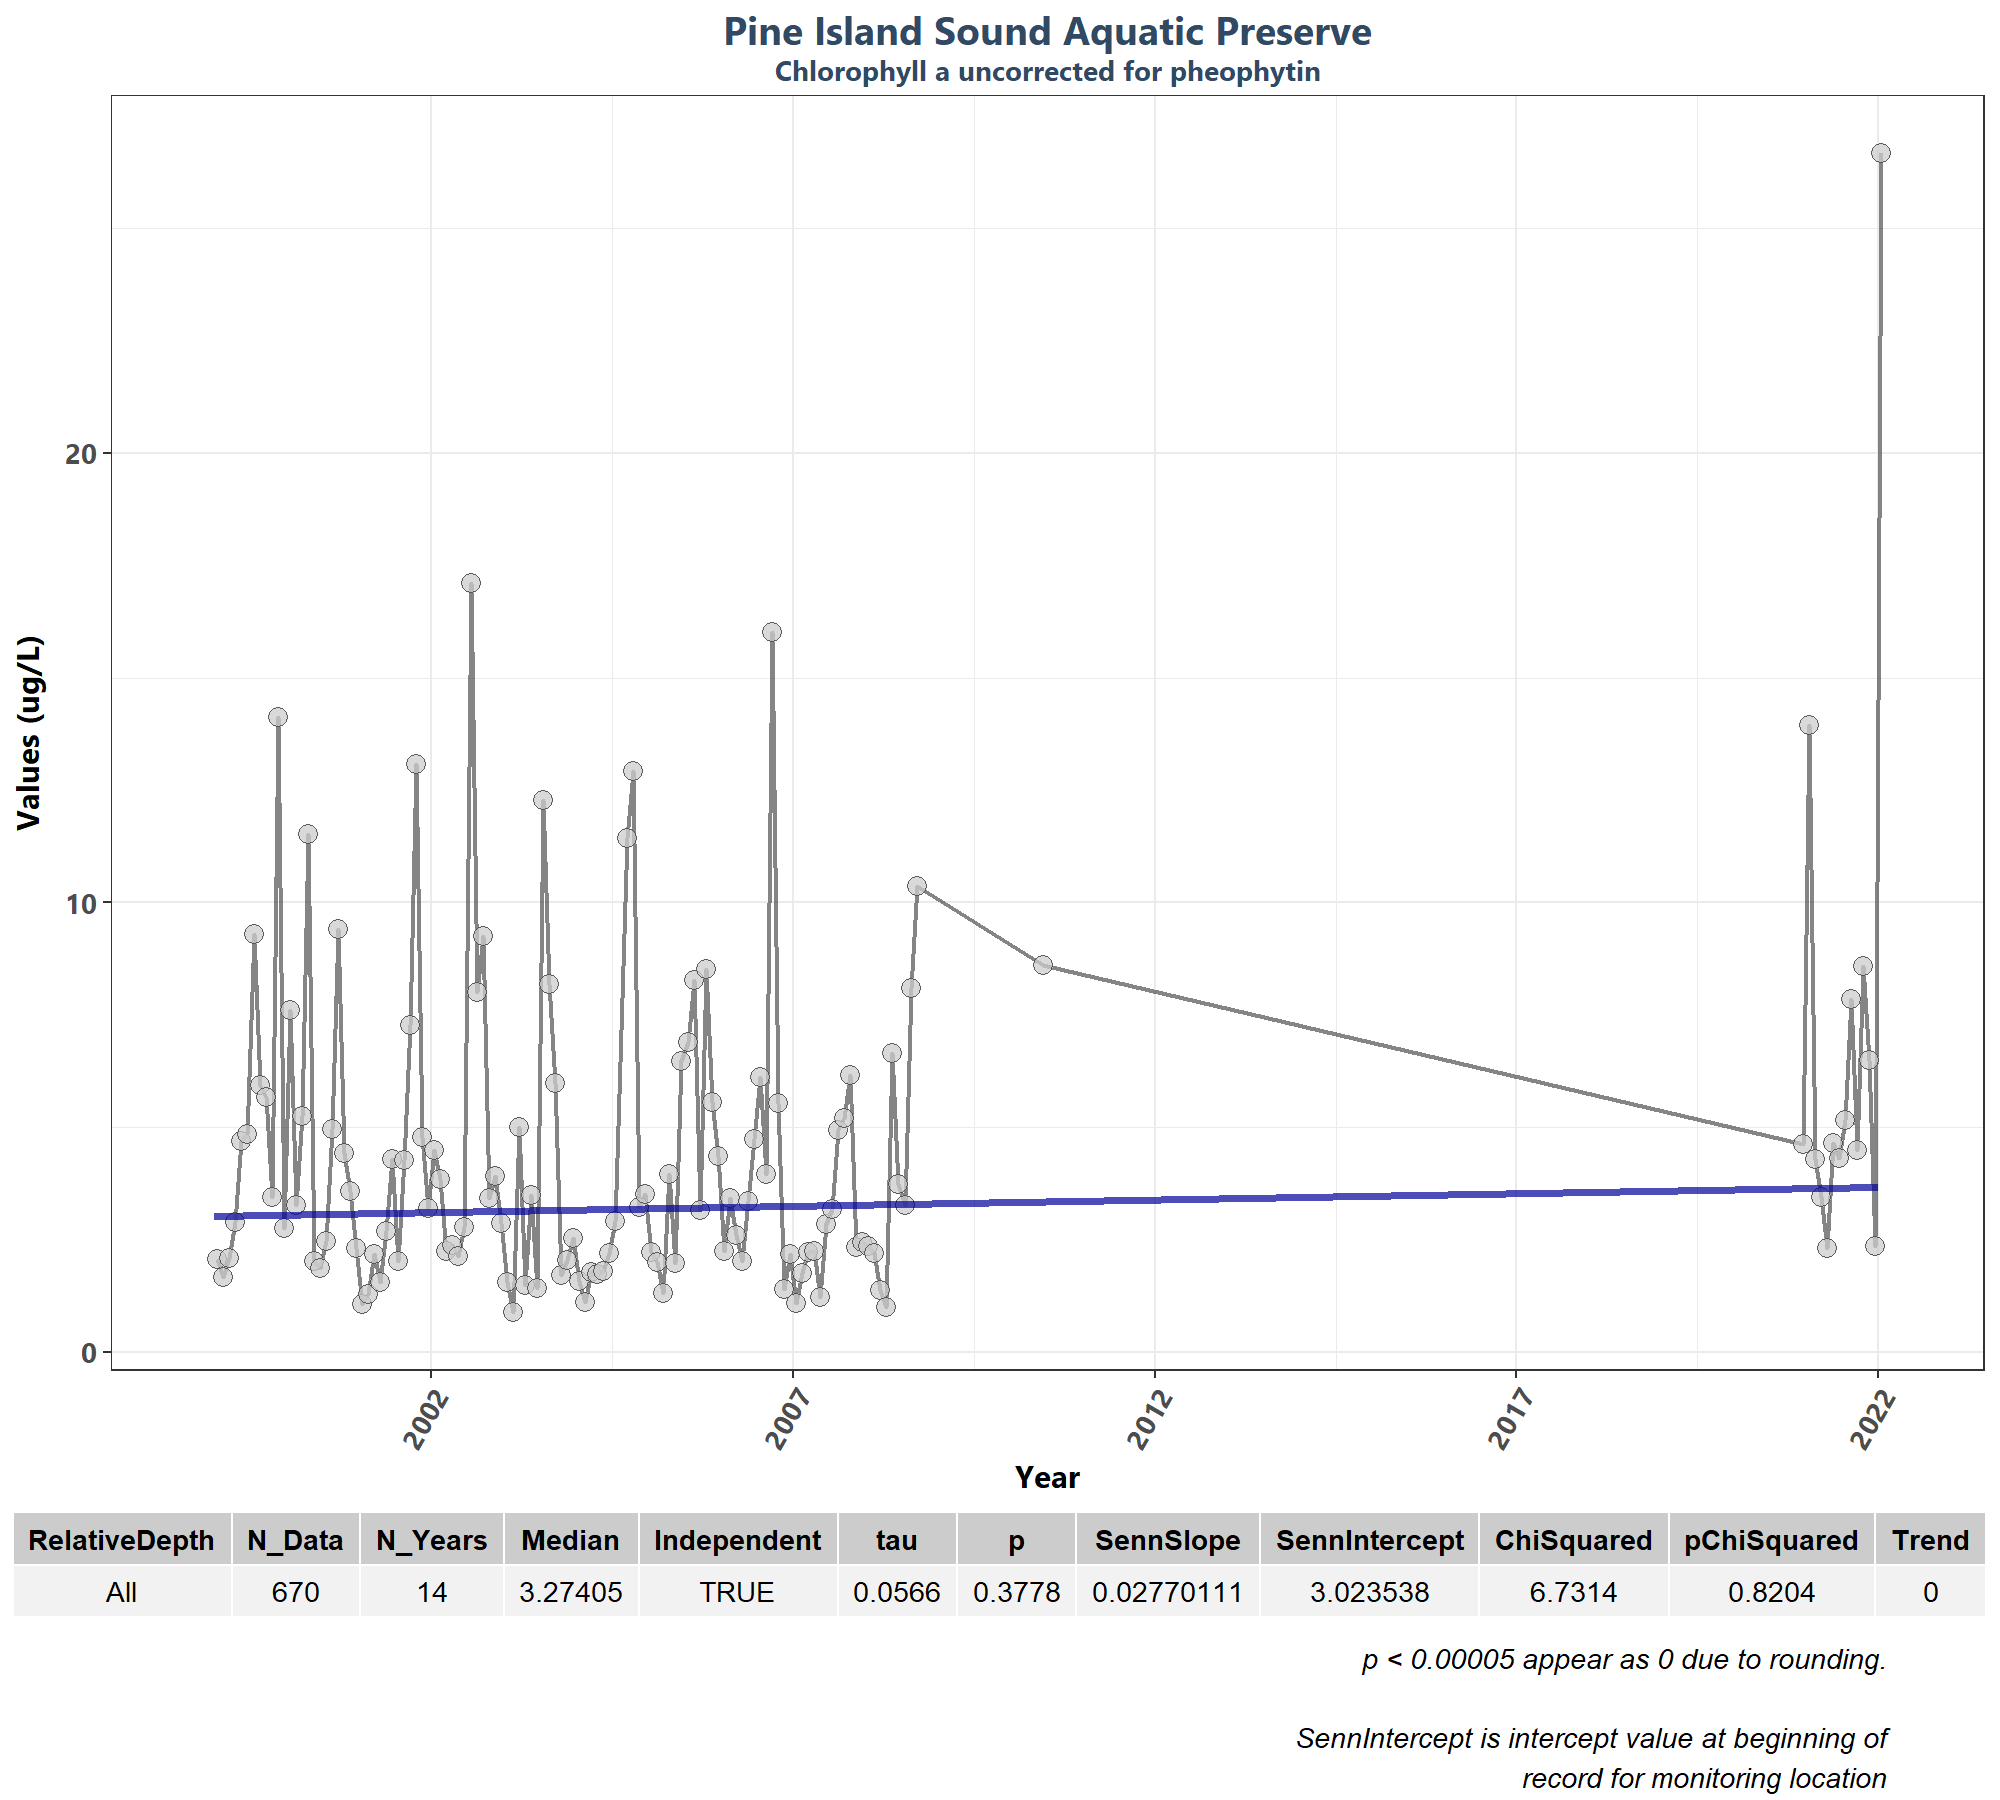 Pine Island Sound Aquatic Preserve
Chlorophyll a uncorrected for pheophytin
Values (ug/L)
20
10
0
2002 2007 2012 2017 2022
Year
RelativeDepth N_Data N_Years Median Independent tau p SennSlope SennIntercept ChiSquared pChiSquared Trend
All 670 14 3.27405 TRUE 0.0566 0.3778 0.02770111 3.023538 6.7314 0.8204 0
p < 0.00005 appear as 0 due to rounding.
SennIntercept is intercept value at beginning of
record for monitoring location